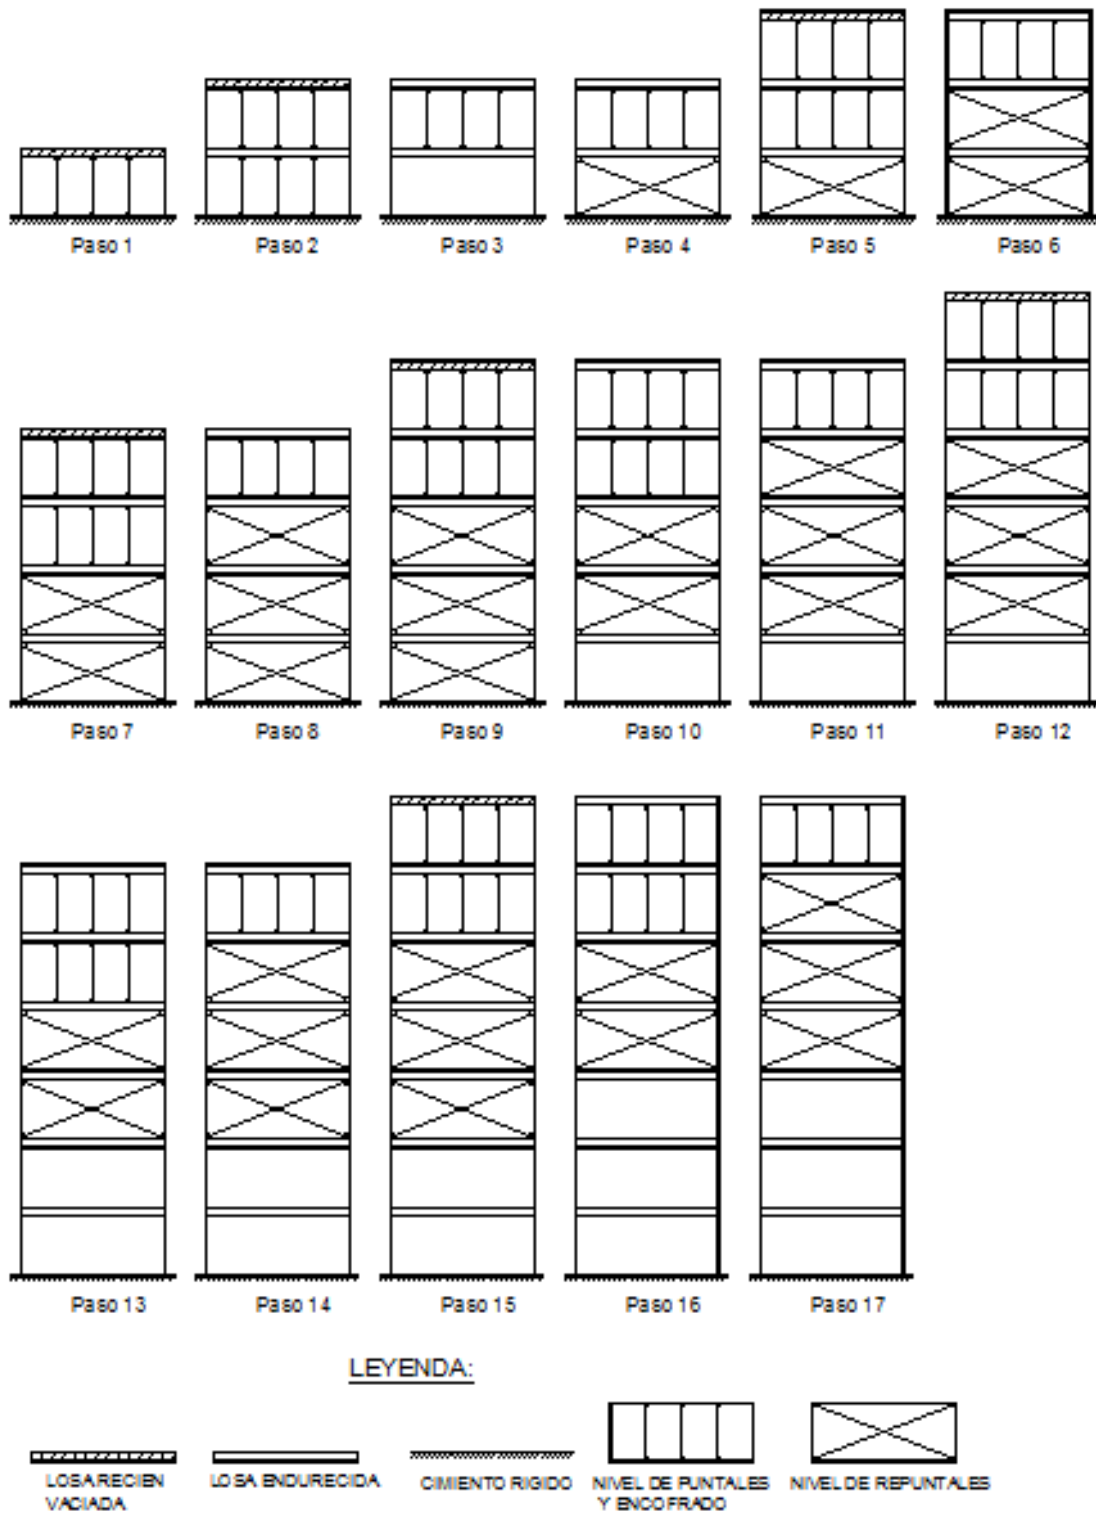 Paso 1
Paso 2
Paso 3
Paso 4
Paso 5
Paso 6
Paso 7
Paso 8
Paso 9
Paso 10
Paso 11
Paso 12
Paso 13
Paso 14
Paso 15
Paso 16
Paso 17
LEYENDA:
LOSA RECIEN
VACIADA
LOSA ENDURECIDA
CIMIENTO RIGIDO
NIVEL DE PUNTALES
Y ENCOFRADO
NIVEL DE REPUNTALES